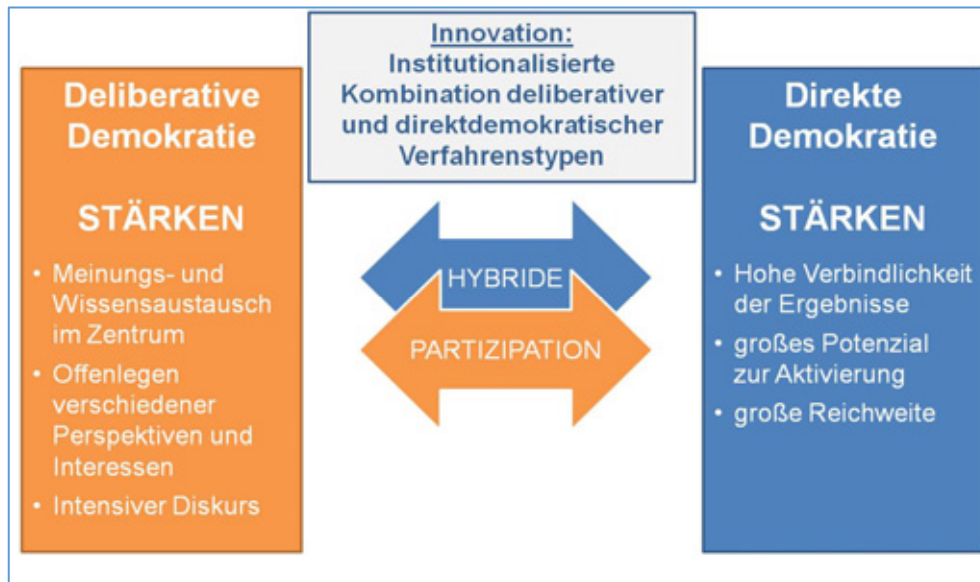 Innovation:
Institutionalisierte
Kombination deliberativer
und direktdemokratischer
Verfahrenstypen
Deliberative
Demokratie
STÄRKEN
• Meinungs- und
Wissensaustausch
im Zentrum
• Offenlegen
verschiedener
Perspektiven und
Interessen
• Intensiver Diskurs
HYBRIDE
PARTIZIPATION
Direkte
Demokratie
STÄRKEN
• Hohe Verbindlichkeit
der Ergebnisse
• großes Potenzial
zur Aktivierung
• große Reichweite